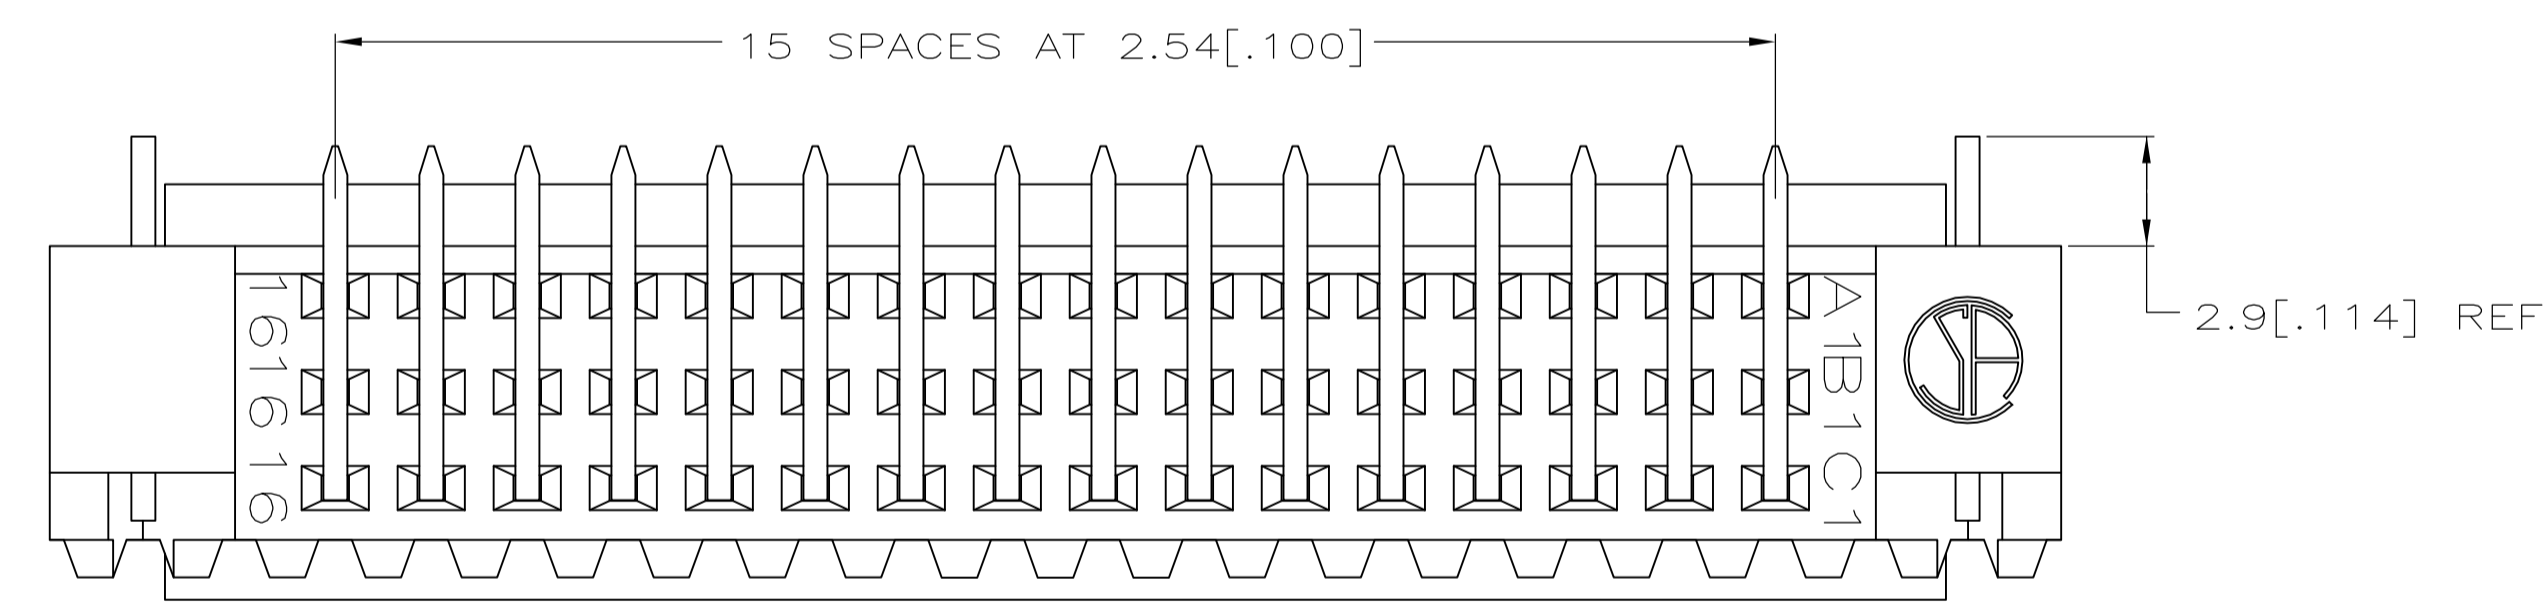 15 SPACES AT 2.54[.100]
2.9[.114] REF
16
16
16
A1
B1
C1